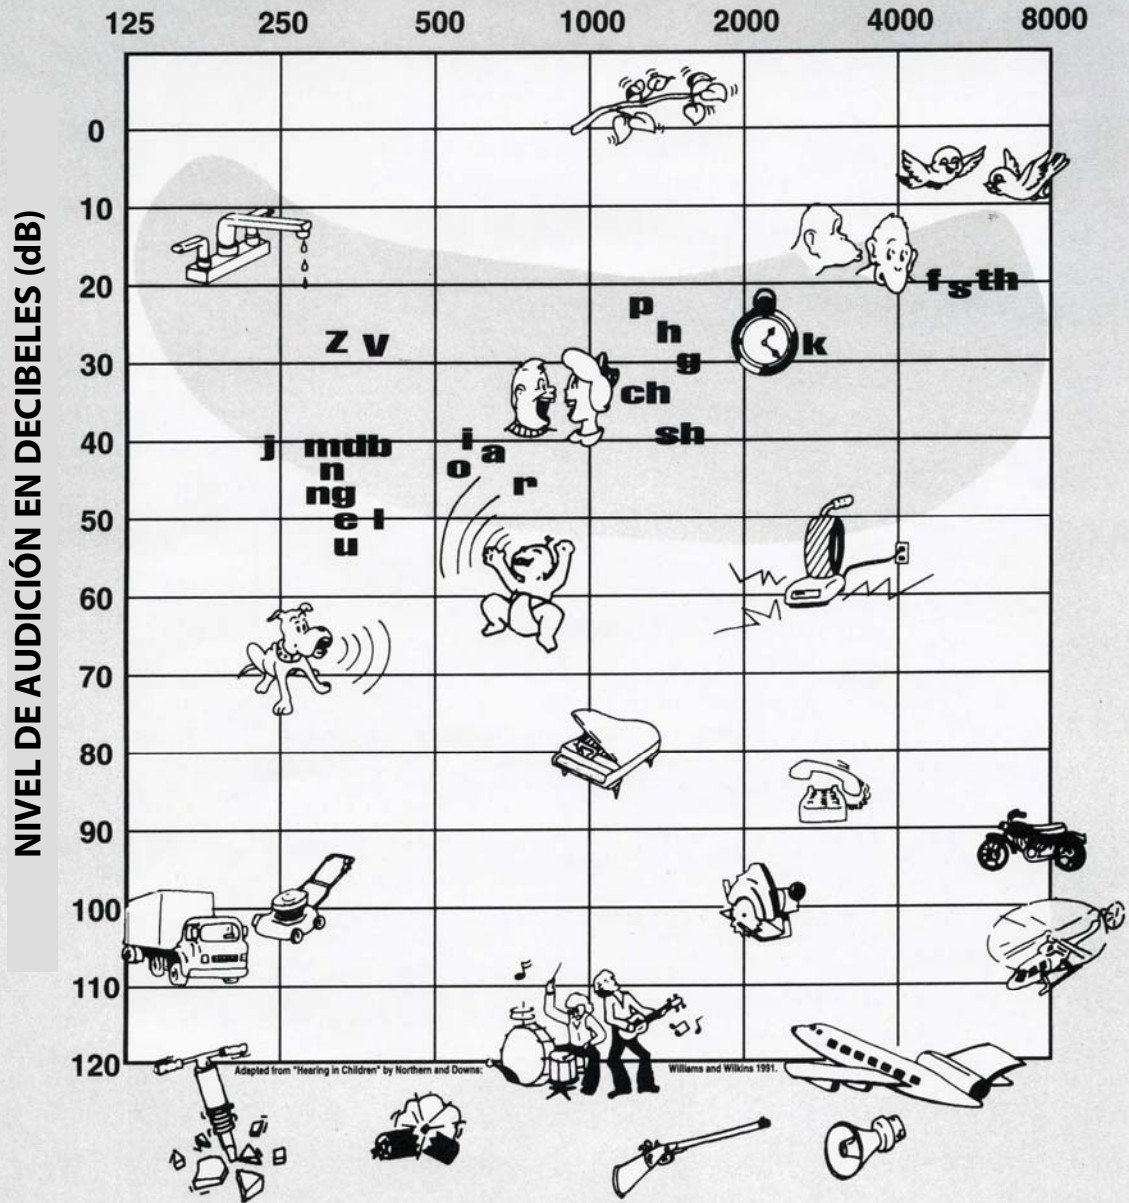 125 250 500 1000 2000 4000 8000
NIVEL DE AUDICIÓN EN DECIBELES (dB)
0
10
20
f s th
p
h
k
z v
30
g
ch
sh
40
j m d b
i
a
n
o
r
ng
50
e l
u
60
70
80
90
100
110
120
Adapted from "Hearing in Children" by Northern and Downs:
Williams and Wilkins 1991.